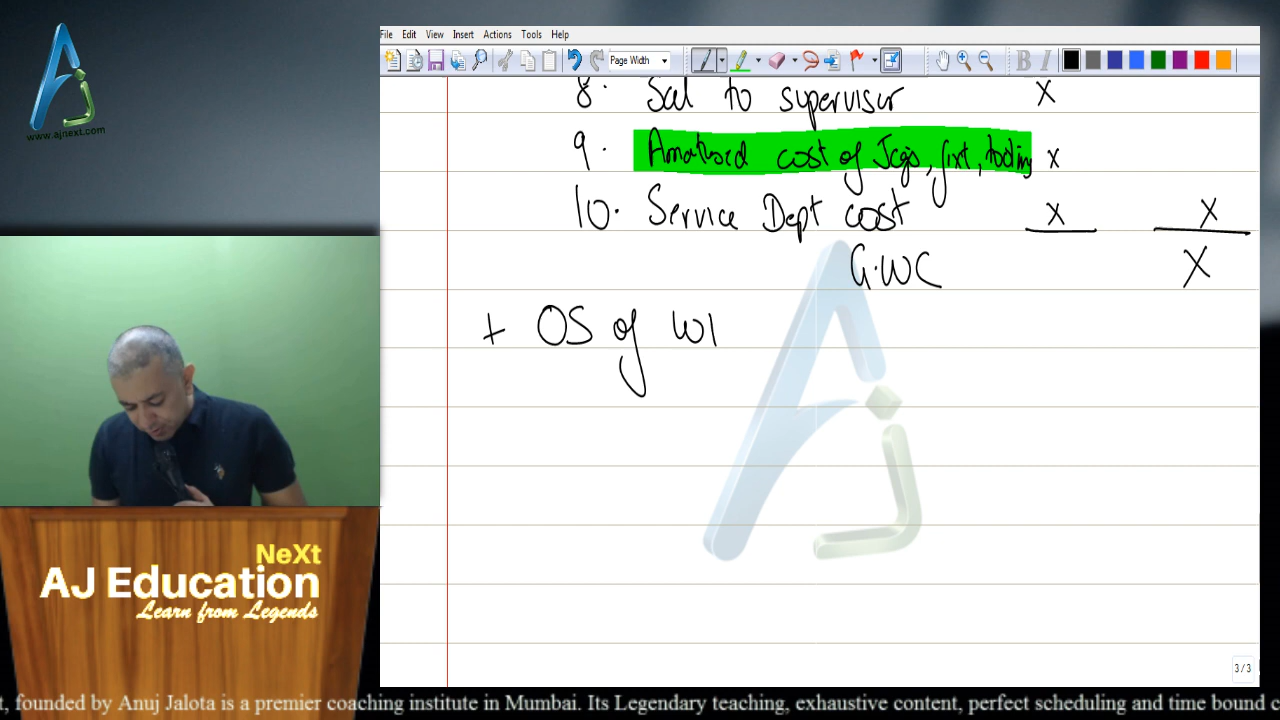 www.ajnext.com
File Edit View Insert Actions Tools Help
Page Width
B I
8. Sal to supervisor X
9. cost of Jogs, fixt, tooling x
10. Service Dept cost x X
G.WC X
+ OS of WI
3/3
NeXt
AJ Education
Learn from Legends
t, founded by Anuj Jalota is a premier coaching institute in Mumbai. Its Legendary teaching, exhaustive content, perfect scheduling and time bound c